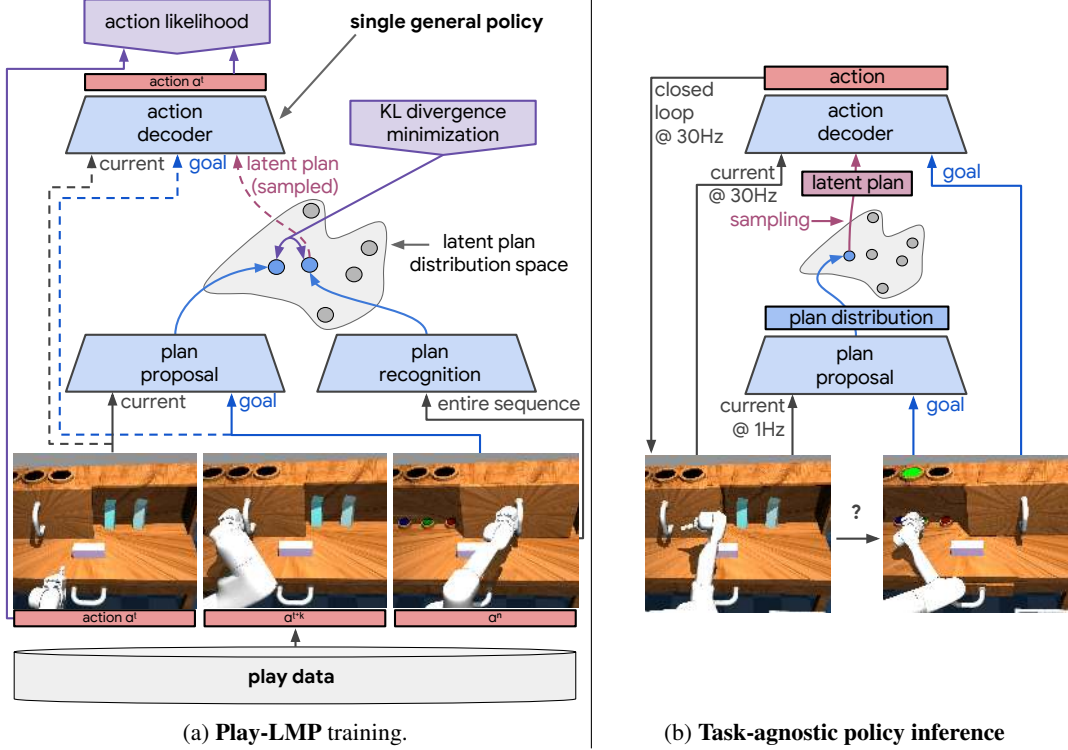 action likelihood
single general policy
action aᵗ
action
decoder
KL divergence
minimization
current
goal
latent plan
(sampled)
latent plan
distribution space
plan
proposal
plan
recognition
current
goal
entire sequence
action aᵗ
aᵗ⁺ᵏ
aⁿ
play data
(a) Play-LMP training.
action
closed
loop
@ 30Hz
action
decoder
current
@ 30Hz
goal
latent plan
sampling
plan distribution
plan
proposal
current
@ 1Hz
goal
?
(b) Task-agnostic policy inference